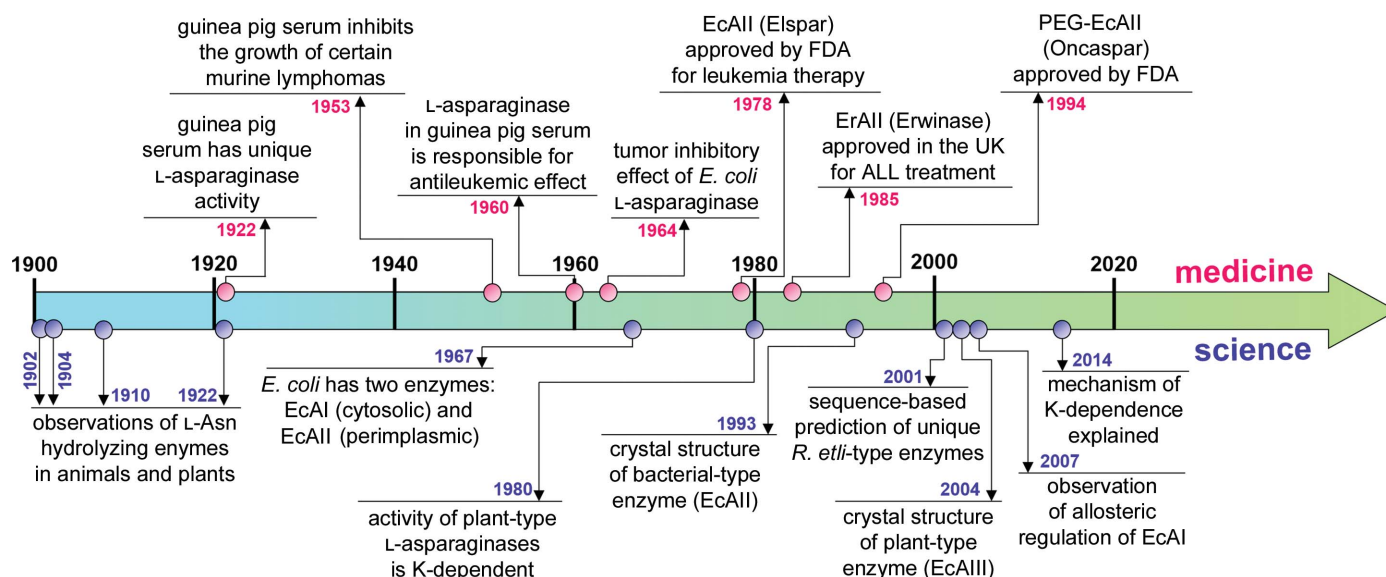 guinea pig serum inhibits
the growth of certain
murine lymphomas
1953
guinea pig
serum has unique
L-asparaginase
activity
1922
L-asparaginase
in guinea pig serum
is responsible for
antileukemic effect
1960
tumor inhibitory
effect of E. coli
L-asparaginase
1964
EcAII (Elspar)
approved by FDA
for leukemia therapy
1978
ErAII (Erwinase)
approved in the UK
for ALL treatment
1985
PEG-EcAII
(Oncaspar)
approved by FDA
1994
1900 1920 1940 1960 1980 2000 2020
medicine
science
1902 1904 1910 1922
observations of L-Asn
hydrolyzing enymes
in animals and plants
1967
E. coli has two enzymes:
EcAI (cytosolic) and
EcAII (perimplasmic)
1980
activity of plant-type
L-asparaginases
is K-dependent
1993
crystal structure
of bacterial-type
enzyme (EcAII)
2001
sequence-based
prediction of unique
R. etli-type enzymes
2004
crystal structure
of plant-type
enzyme (EcAIII)
2007
observation
of allosteric
regulation of EcAI
2014
mechanism of
K-dependence
explained